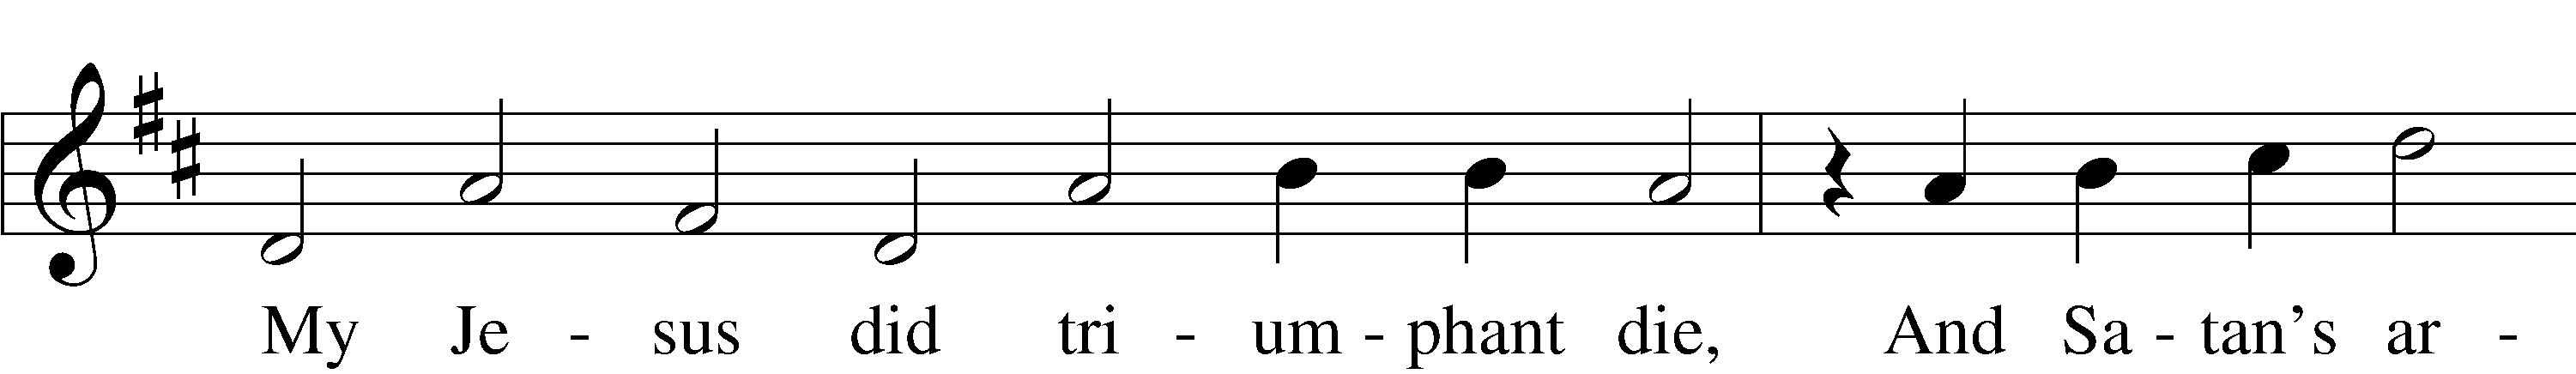 My Je - sus did tri - um - phant die, And Sa - tan's ar -